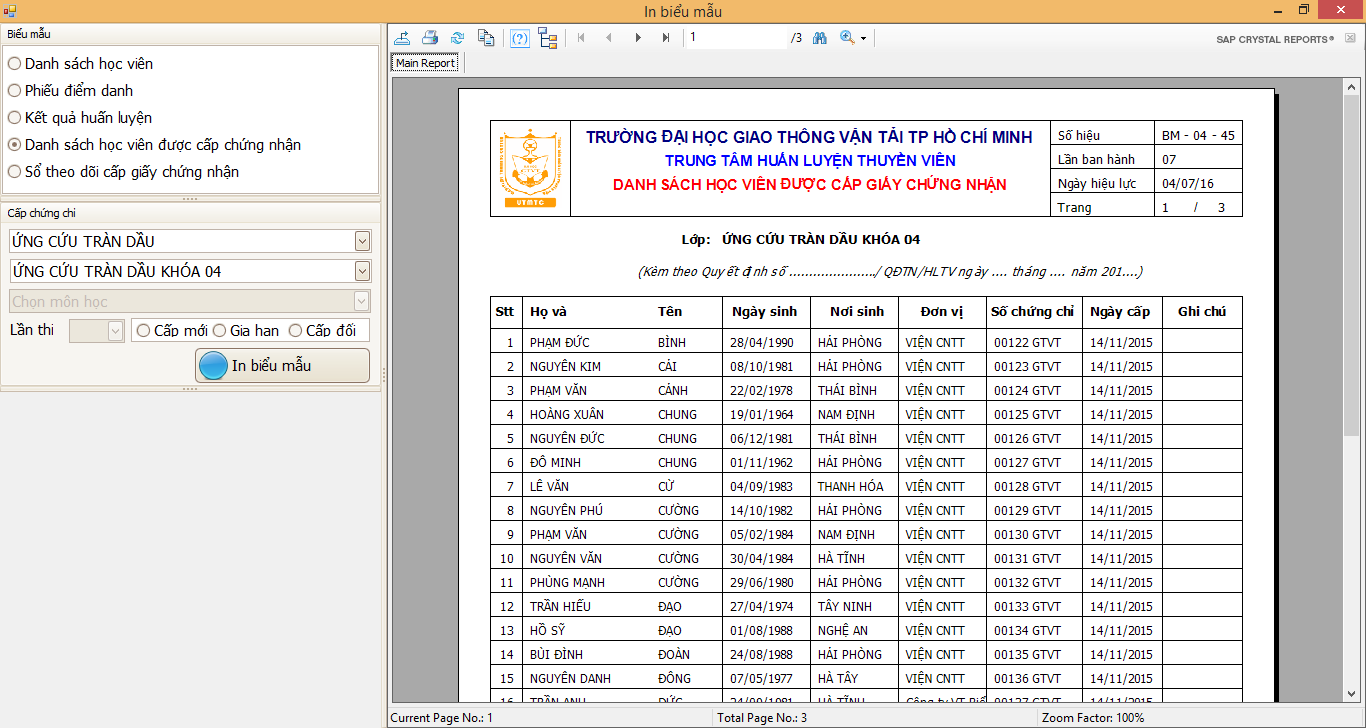 In biểu mẫu
Biểu mẫu
Danh sách học viên
Phiếu điểm danh
Kết quả huấn luyện
Danh sách học viên được cấp chứng nhận
Sổ theo dõi cấp giấy chứng nhận
Cấp chứng chỉ
ỨNG CỨU TRÀN DẦU
ỨNG CỨU TRÀN DẦU KHÓA 04
Chọn môn học
Lần thi Cấp mới Gia hạn Cấp đổi
In biểu mẫu
1 /3
SAP CRYSTAL REPORTS®
Main Report
TRƯỜNG ĐẠI HỌC GIAO THÔNG VẬN TẢI TP HỒ CHÍ MINH
TRUNG TÂM HUẤN LUYỆN THUYỀN VIÊN
DANH SÁCH HỌC VIÊN ĐƯỢC CẤP GIẤY CHỨNG NHẬN
UTMTC
Số hiệu BM - 04 - 45
Lần ban hành 07
Ngày hiệu lực 04/07/16
Trang 1 / 3
Lớp: ỨNG CỨU TRÀN DẦU KHÓA 04
(Kèm theo Quyết định số ...................../ QĐTN/HLTV ngày .... tháng .... năm 201....)
Stt Họ và Tên Ngày sinh Nơi sinh Đơn vị Số chứng chỉ Ngày cấp Ghi chú
1 PHẠM ĐỨC BÌNH 28/04/1990 HẢI PHÒNG VIỆN CNTT 00122 GTVT 14/11/2015
2 NGUYỄN KIM CẢI 08/10/1981 HẢI PHÒNG VIỆN CNTT 00123 GTVT 14/11/2015
3 PHẠM VĂN CẢNH 22/02/1978 THÁI BÌNH VIỆN CNTT 00124 GTVT 14/11/2015
4 HOÀNG XUÂN CHUNG 19/01/1964 NAM ĐỊNH VIỆN CNTT 00125 GTVT 14/11/2015
5 NGUYỄN ĐỨC CHUNG 06/12/1981 THÁI BÌNH VIỆN CNTT 00126 GTVT 14/11/2015
6 ĐỖ MINH CHUNG 01/11/1962 HẢI PHÒNG VIỆN CNTT 00127 GTVT 14/11/2015
7 LÊ VĂN CỪ 04/09/1983 THANH HÓA VIỆN CNTT 00128 GTVT 14/11/2015
8 NGUYỄN PHÚ CƯỜNG 14/10/1982 HẢI PHÒNG VIỆN CNTT 00129 GTVT 14/11/2015
9 PHẠM VĂN CƯỜNG 05/02/1984 NAM ĐỊNH VIỆN CNTT 00130 GTVT 14/11/2015
10 NGUYỄN VĂN CƯỜNG 30/04/1984 HÀ TĨNH VIỆN CNTT 00131 GTVT 14/11/2015
11 PHÙNG MẠNH CƯỜNG 29/06/1980 HẢI PHÒNG VIỆN CNTT 00132 GTVT 14/11/2015
12 TRẦN HIẾU ĐẠO 27/04/1974 TÂY NINH VIỆN CNTT 00133 GTVT 14/11/2015
13 HỒ SỸ ĐẠO 01/08/1988 NGHỆ AN VIỆN CNTT 00134 GTVT 14/11/2015
14 BÙI ĐÌNH ĐOÀN 24/08/1988 HẢI PHÒNG VIỆN CNTT 00135 GTVT 14/11/2015
15 NGUYỄN DANH ĐÔNG 07/05/1977 HÀ TÂY VIỆN CNTT 00136 GTVT 14/11/2015
16 TRẦN ANH ĐỨC 24/09/1981 HÀ TĨNH Công ty VT Biể 00137 GTVT 14/11/2015
Current Page No.: 1 Total Page No.: 3 Zoom Factor: 100%